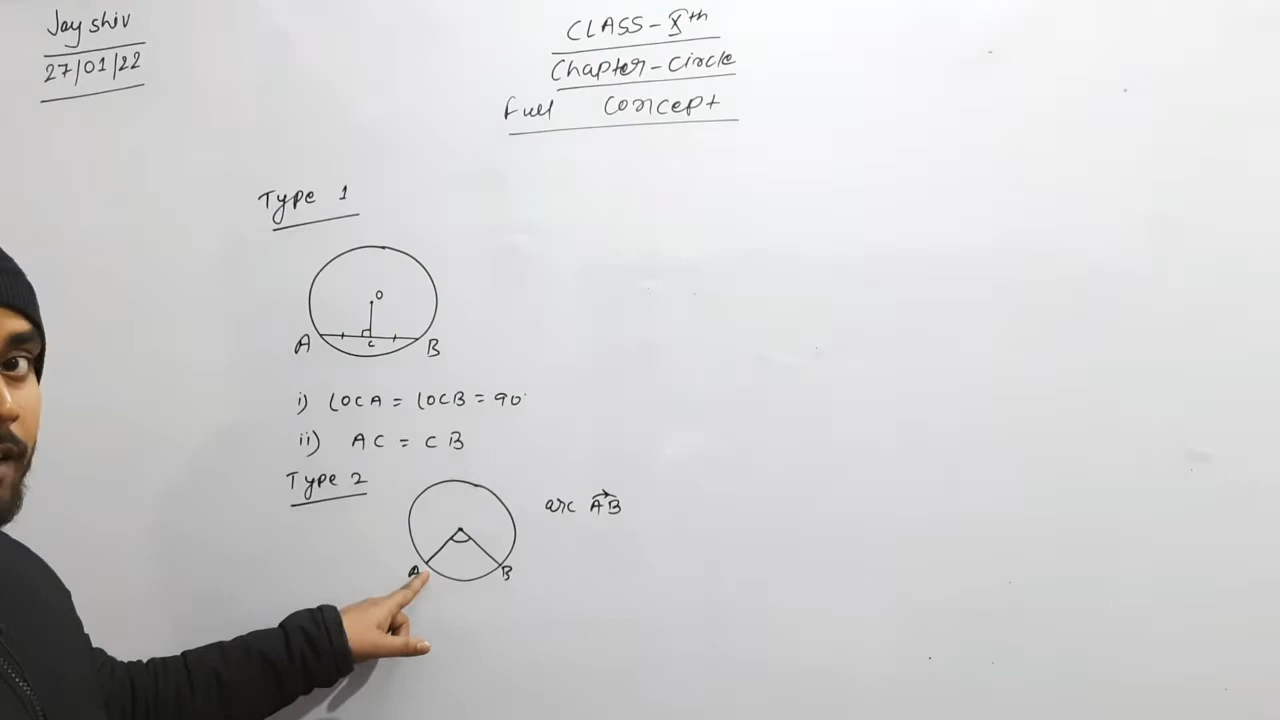 Jay shiv
27/01/22
CLASS - Xth
Chapter - Circle
Full Concept
Type 1
O
A C B
i) ∠OCA = ∠OCB = 90°
ii) AC = CB
Type 2
arc AB
A B